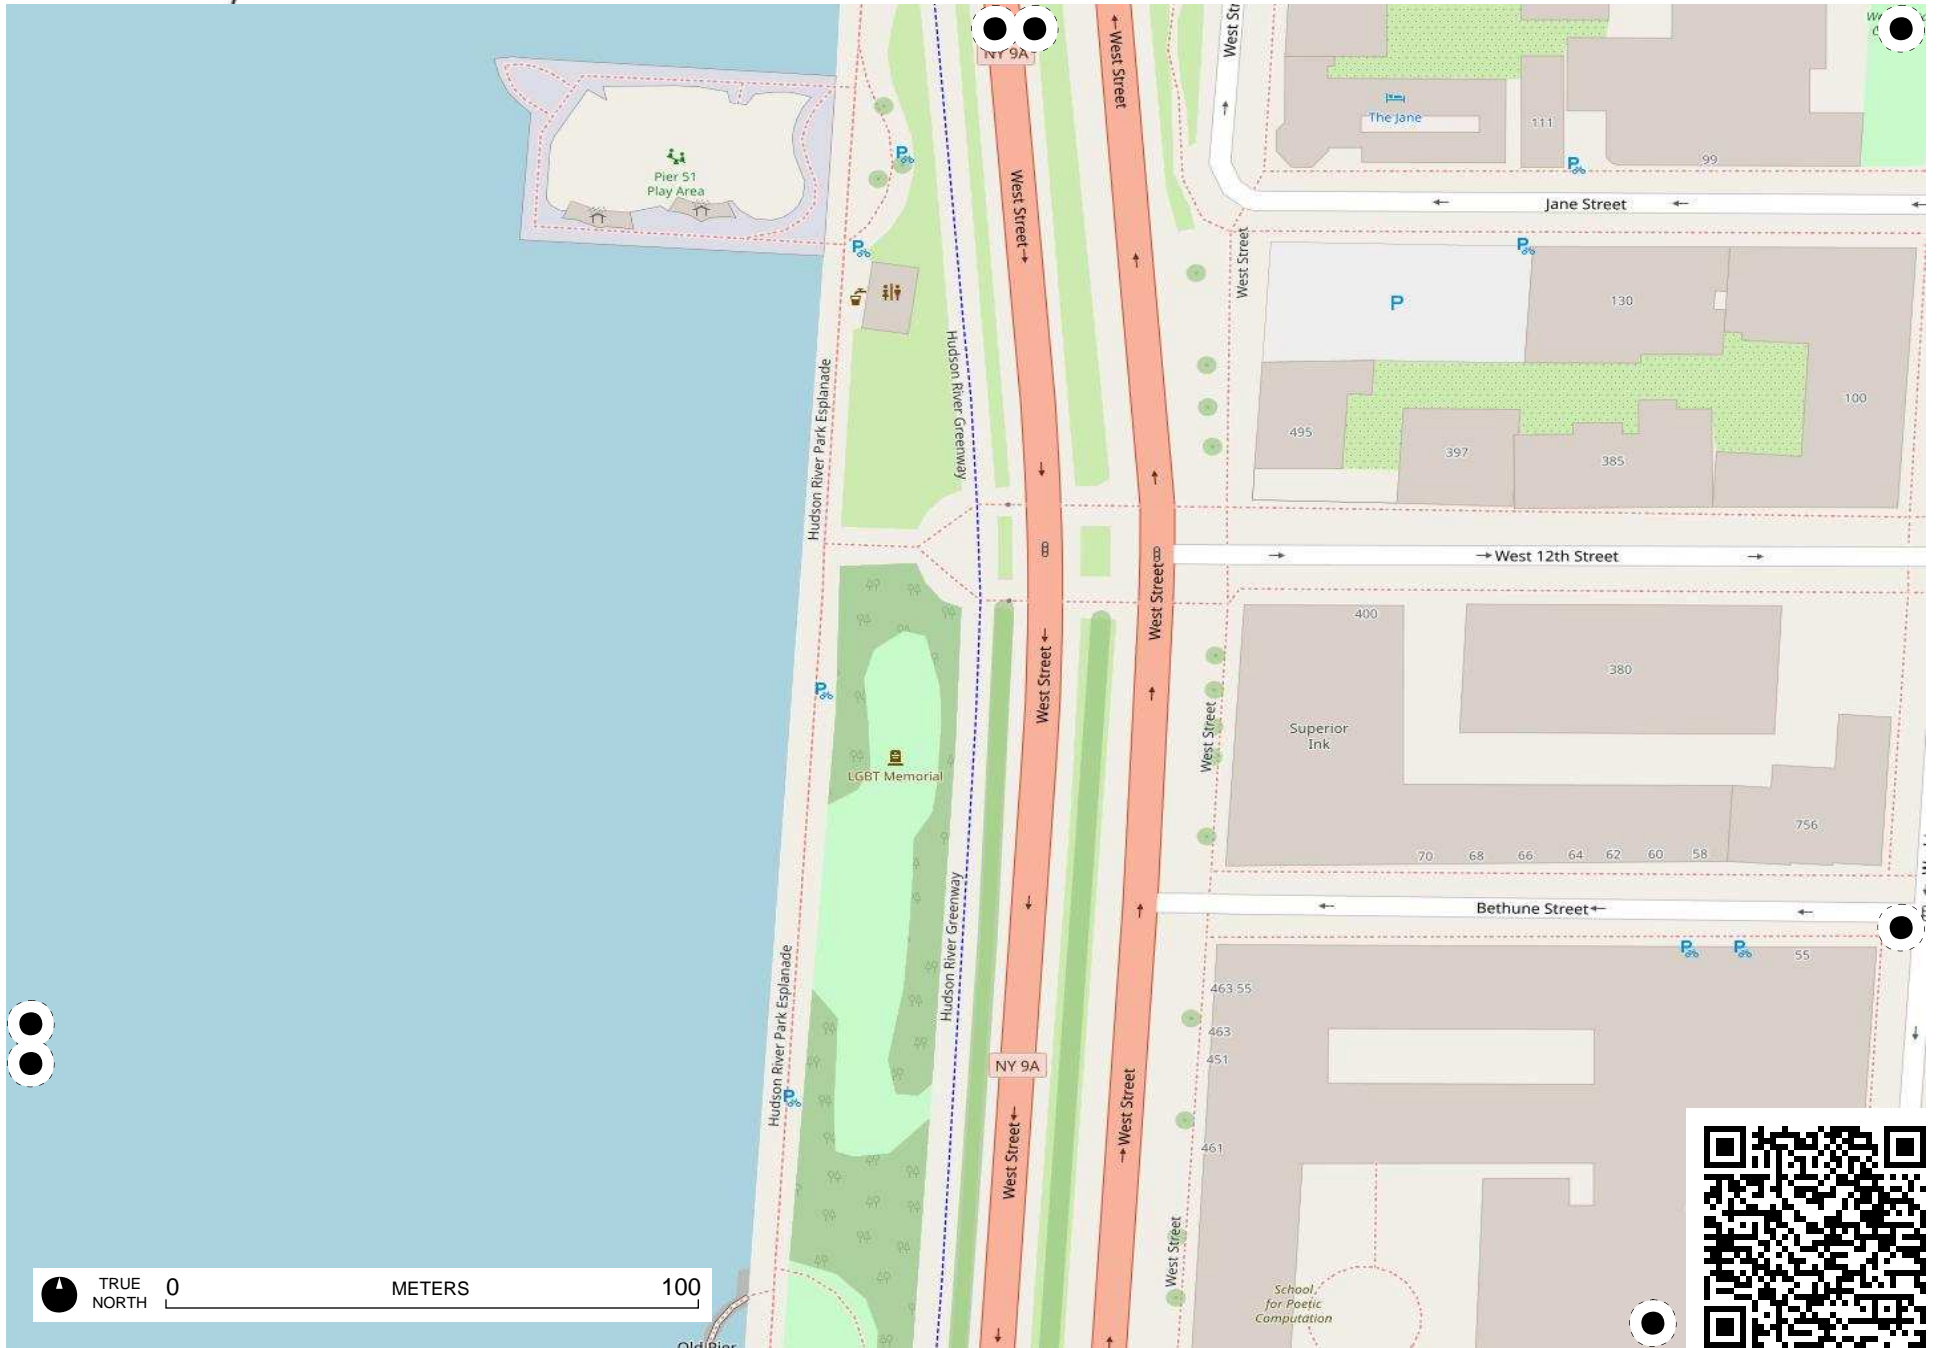 NY 9A
West Street
The Jane
111
99
Pier 51
Play Area
Jane Street
West Street
West Street
P
130
Hudson River Greenway
Hudson River Park Esplanade
100
495
397
385
West 12th Street
West Street
400
380
West Street
West Street
Superior
Ink
LGBT Memorial
756
70 68 66 64 62 60 58
Bethune Street
55
Hudson River Greenway
Hudson River Park Esplanade
463 55
463
451
NY 9A
West Street
461
West Street
West Street
School
for Poetic
Computation
TRUE
NORTH
0 METERS 100